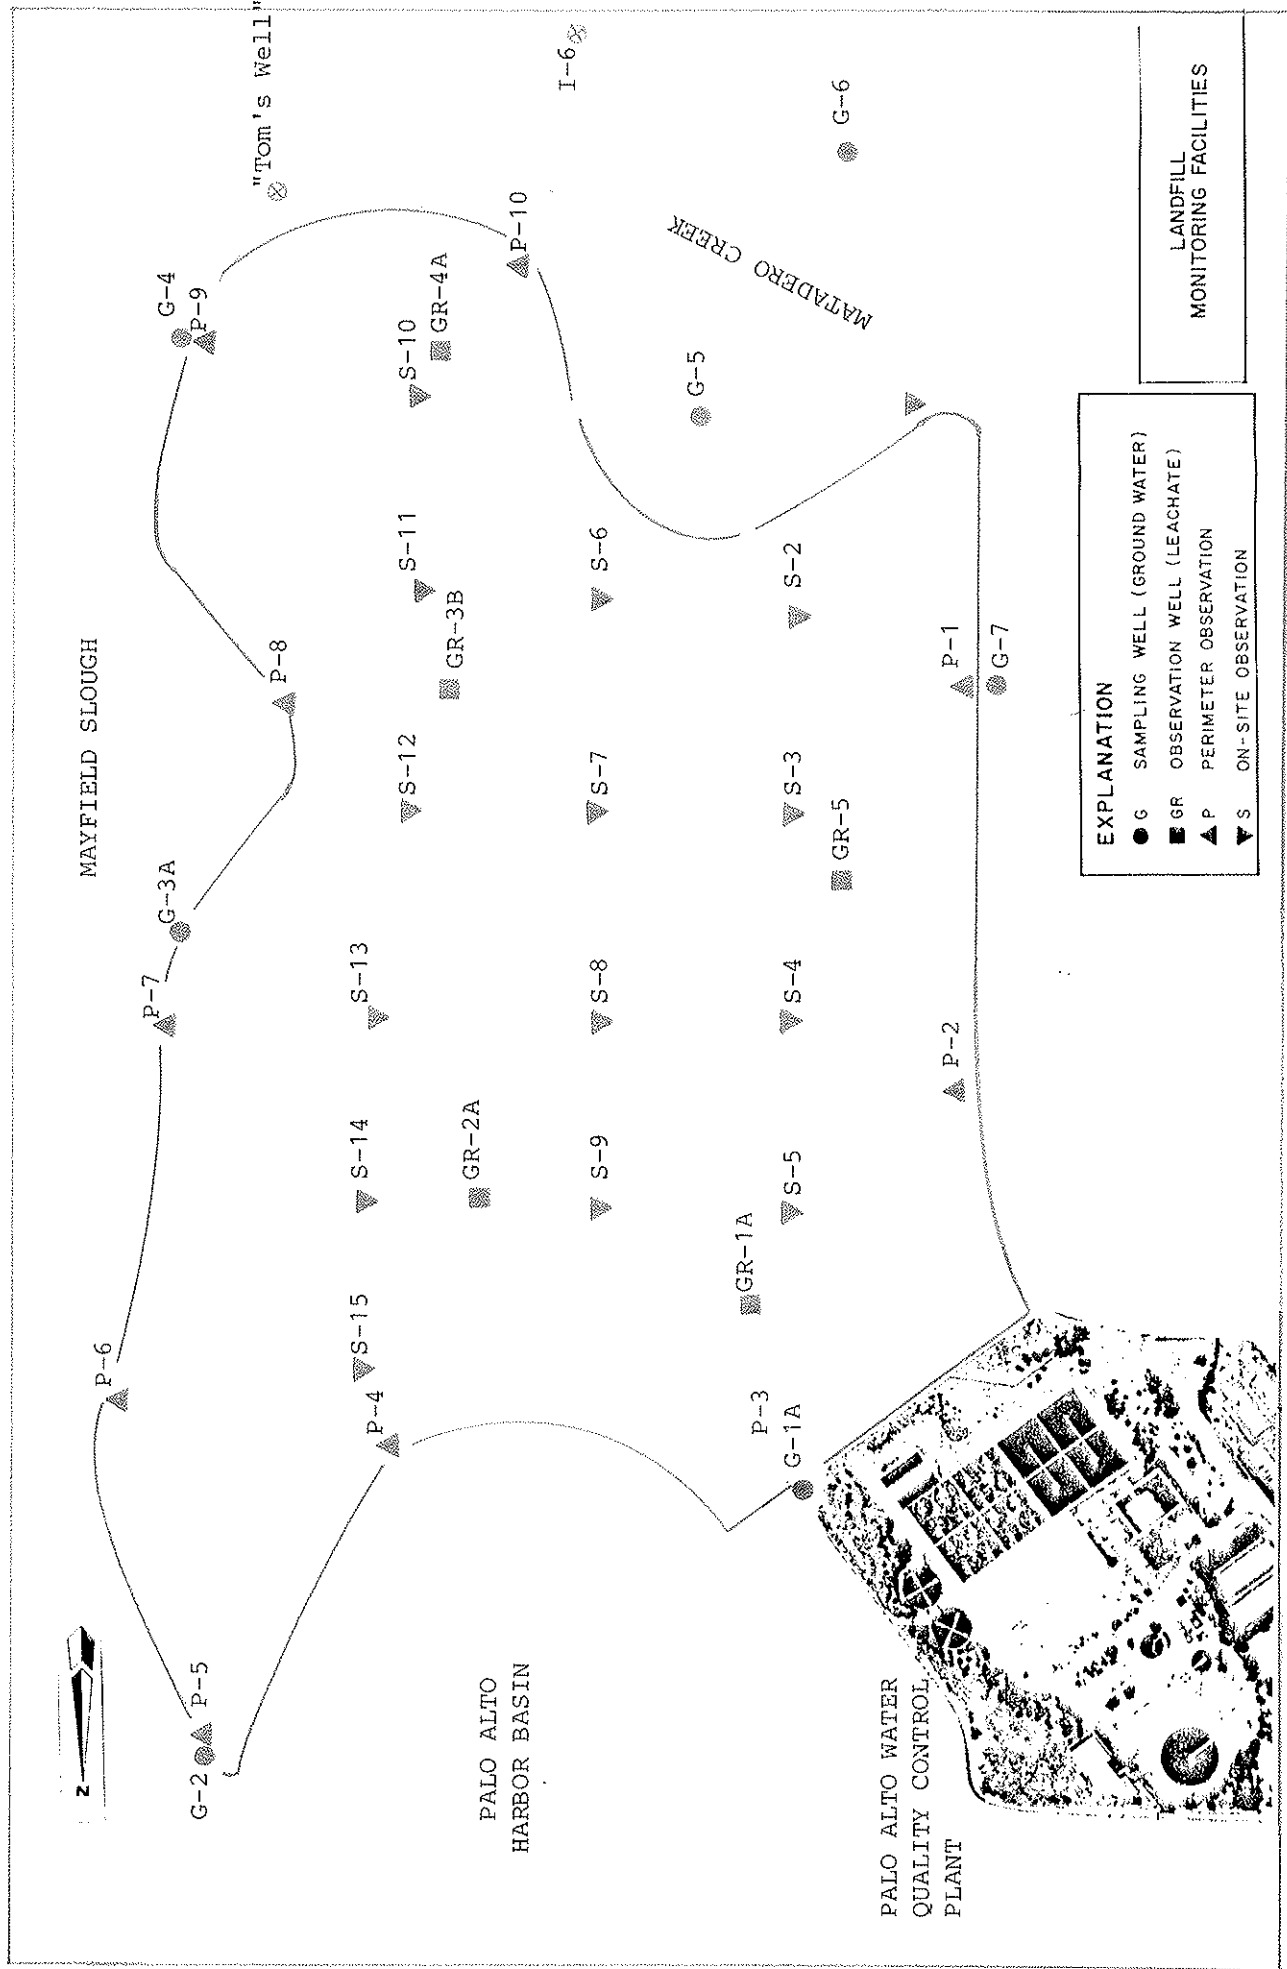 MAYFIELD SLOUGH
N
G-2
P-5
P-6
P-7
G-3A
P-8
G-4
P-9
"Tom's Well"
I-6
P-4
S-15
S-14
S-13
S-12
S-11
S-10
GR-4A
P-10
GR-2A
GR-3B
S-9
S-8
S-7
S-6
G-5
MATADERO CREEK
G-6
PALO ALTO
HARBOR BASIN
P-3
G-1A
GR-1A
S-5
S-4
S-3
S-2
GR-5
P-2
P-1
G-7
PALO ALTO WATER
QUALITY CONTROL
PLANT
EXPLANATION
G SAMPLING WELL (GROUND WATER)
GR OBSERVATION WELL (LEACHATE)
P PERIMETER OBSERVATION
S ON-SITE OBSERVATION
LANDFILL
MONITORING FACILITIES